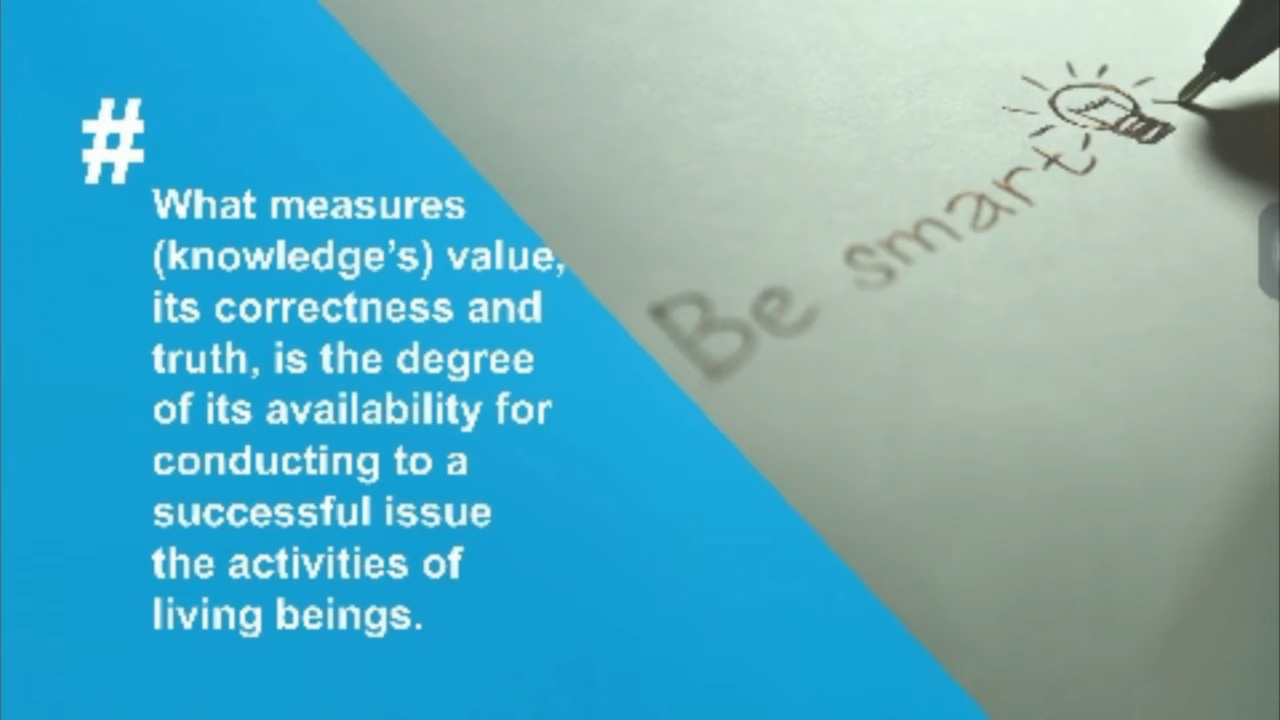 #
What measures
(knowledge’s) value,
its correctness and
truth, is the degree
of its availability for
conducting to a
successful issue
the activities of
living beings.
Be smart